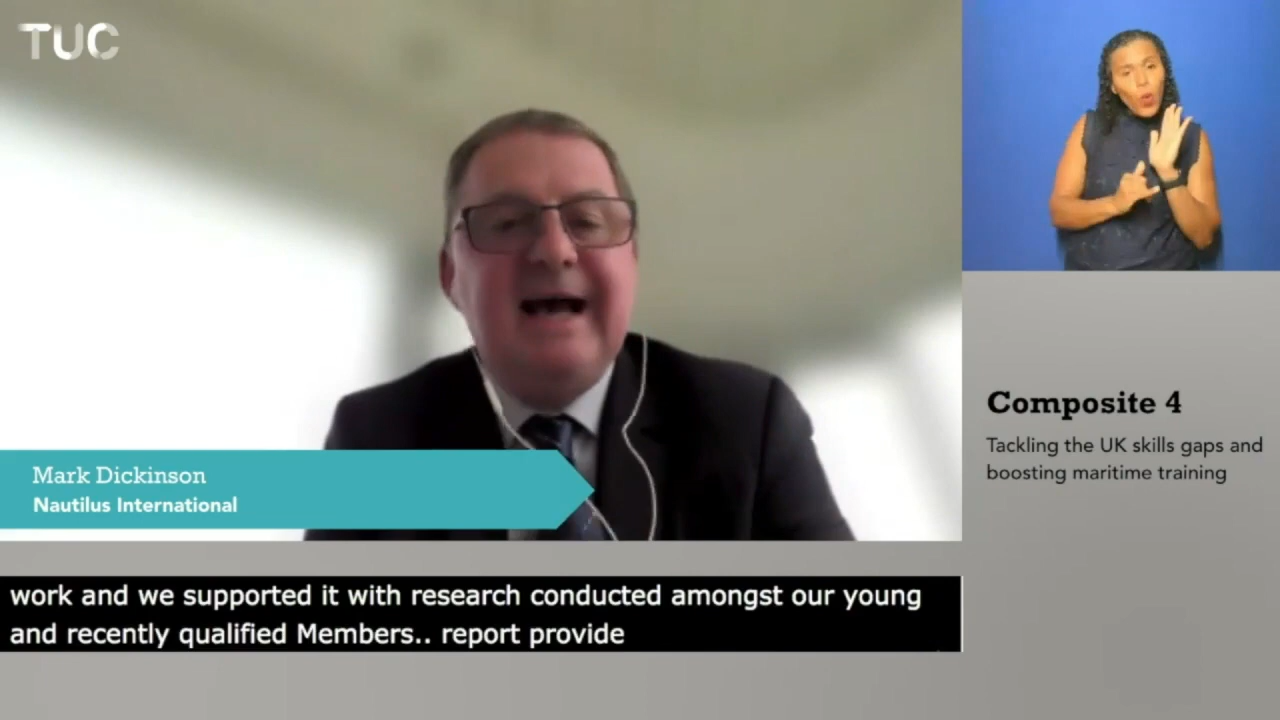 TUC
Mark Dickinson
Nautilus International
Composite 4
Tackling the UK skills gaps and
boosting maritime training
work and we supported it with research conducted amongst our young
and recently qualified Members.. report provide